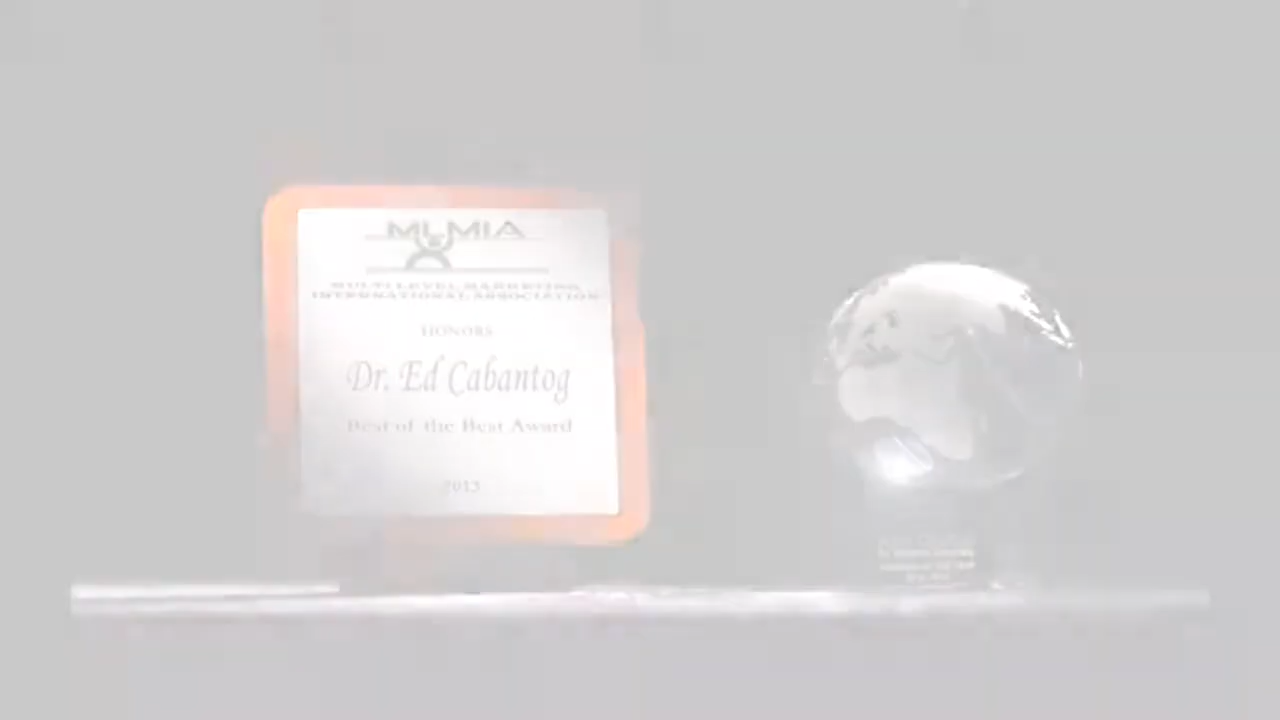 MLMIA
MULTI LEVEL MARKETING
INTERNATIONAL ASSOCIATION
HONORS
Dr. Ed Cabantog
Best of the Best Award
2013